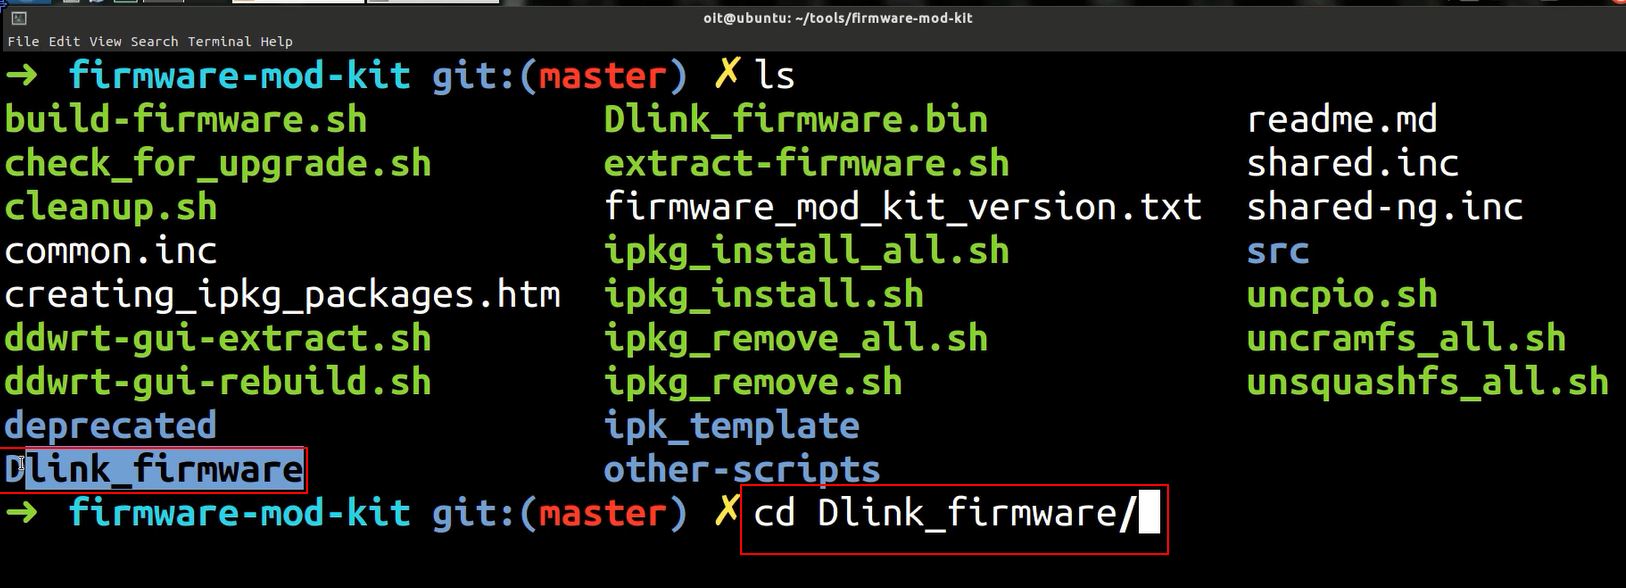 oit@ubuntu: ~/tools/firmware-mod-kit
File Edit View Search Terminal Help
➜ firmware-mod-kit git:(master) ✗ ls
build-firmware.sh Dlink_firmware.bin readme.md
check_for_upgrade.sh extract-firmware.sh shared.inc
cleanup.sh firmware_mod_kit_version.txt shared-ng.inc
common.inc ipkg_install_all.sh src
creating_ipkg_packages.htm ipkg_install.sh uncpio.sh
ddwrt-gui-extract.sh ipkg_remove_all.sh uncramfs_all.sh
ddwrt-gui-rebuild.sh ipkg_remove.sh unsquashfs_all.sh
deprecated ipk_template
Dlink_firmware other-scripts
➜ firmware-mod-kit git:(master) ✗ cd Dlink_firmware/